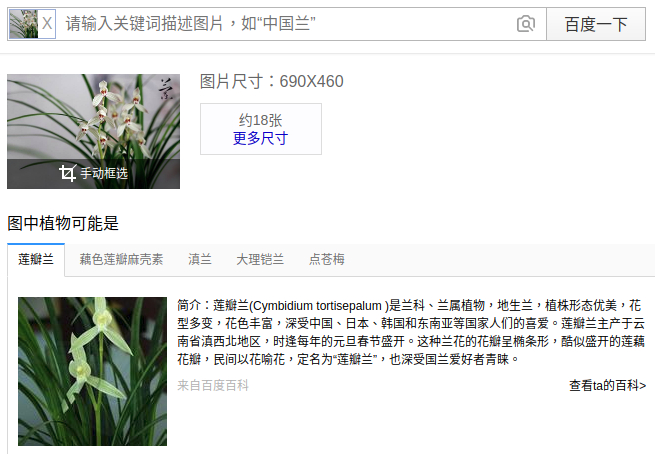 X 请输入关键词描述图片，如“中国兰” 百度一下
兰
图片尺寸：690X460
约18张
更多尺寸
手动框选
图中植物可能是
莲瓣兰 藕色莲瓣麻壳素 滇兰 大理铠兰 点苍梅
简介：莲瓣兰(Cymbidium tortisepalum )是兰科、兰属植物，地生兰，植株形态优美，花
型多变，花色丰富，深受中国、日本、韩国和东南亚等国家人们的喜爱。莲瓣兰主产于云
南省滇西北地区，时逢每年的元旦春节盛开。这种兰花的花瓣呈椭条形，酷似盛开的莲藕
花瓣，民间以花喻花，定名为“莲瓣兰”，也深受国兰爱好者青睐。
来自百度百科 查看ta的百科>